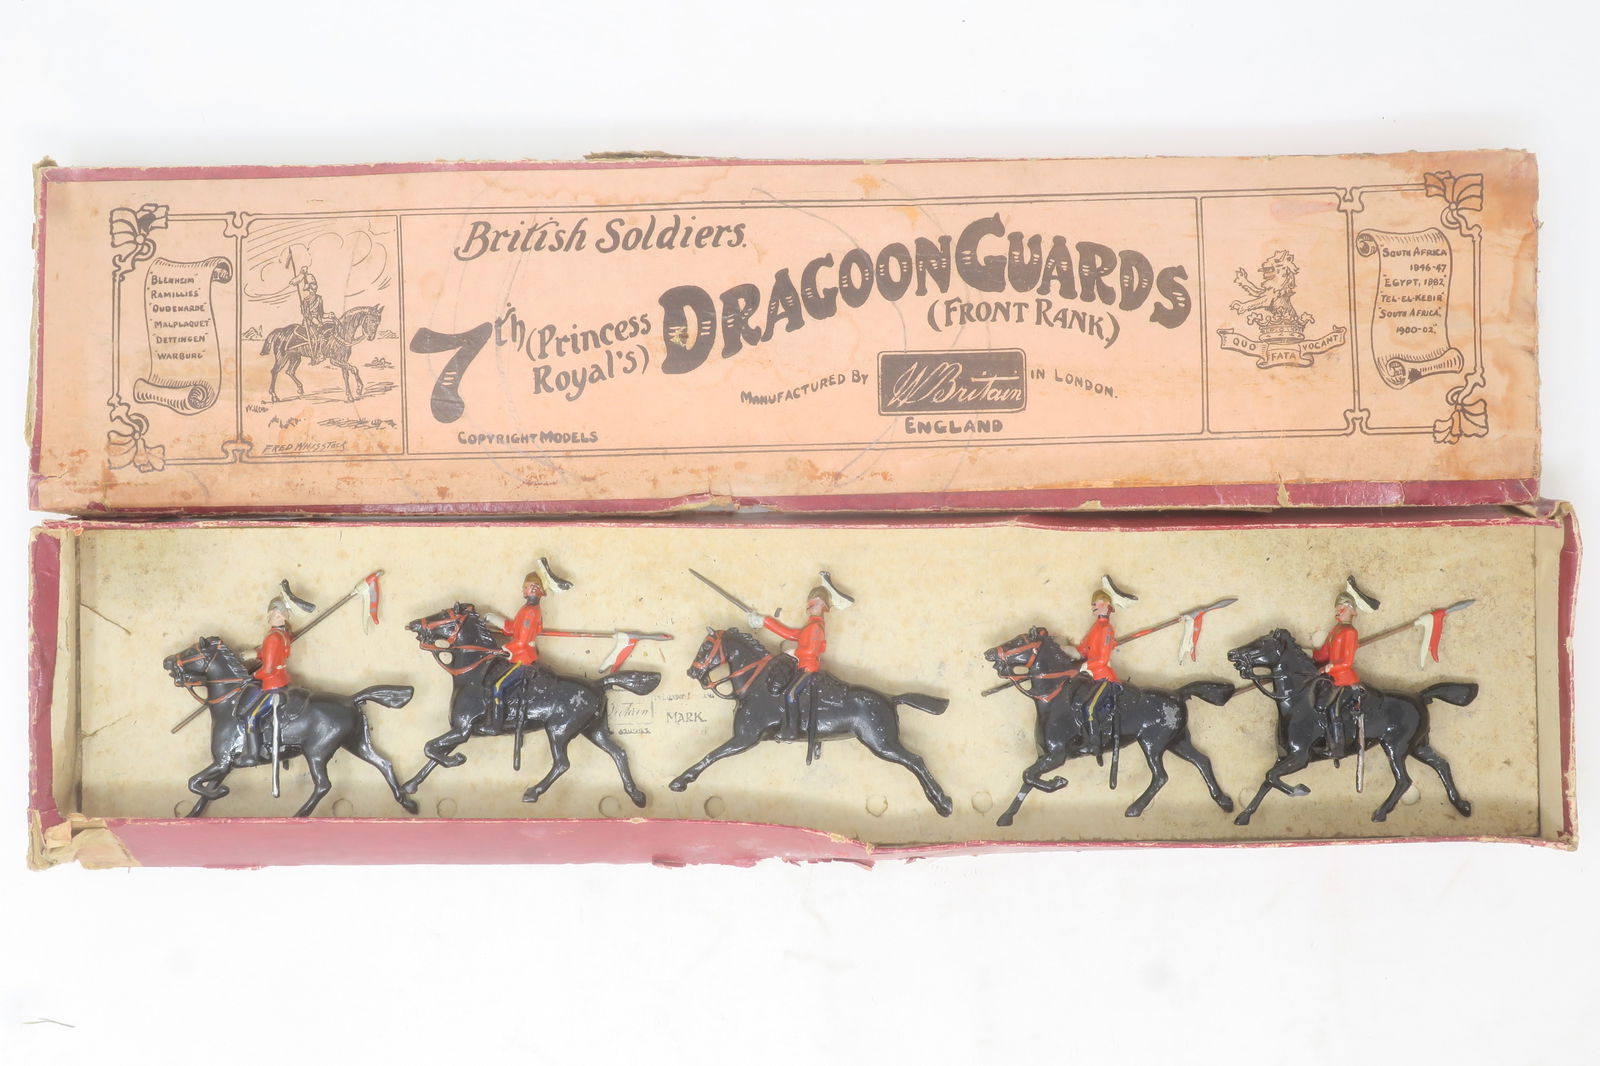 "Blenheim"
"Ramillies"
"Oudenarde"
"Malplaquet"
"Dettingen"
"Warburg"
FRED WHISSTOCK
British Soldiers.
7th (Princess Royal's) DRAGOON GUARDS
(FRONT RANK)
MANUFACTURED BY W. Britain IN LONDON.
ENGLAND
COPYRIGHT MODELS
QUO FATA VOCANT
"South Africa
1846-47
"Egypt, 1882,"
"Tel-el-Kebir"
"South Africa"
1900-02"
Britain
MARK.